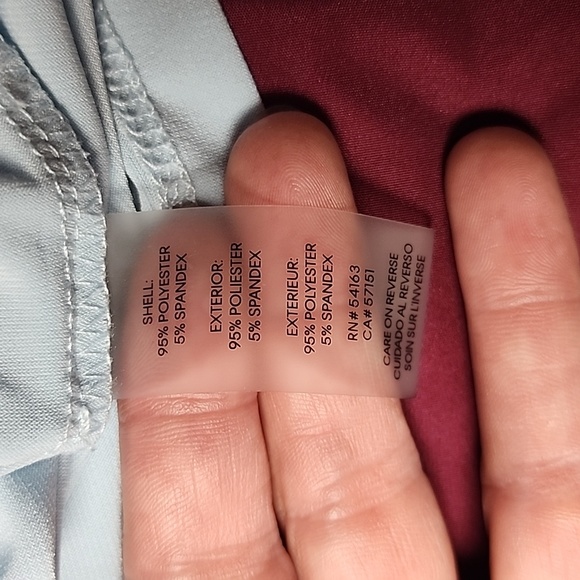 SHELL:
95% POLYESTER
5% SPANDEX
EXTERIOR:
95% POLIESTER
5% SPANDEX
EXTERIEUR:
95% POLYESTER
5% SPANDEX
RN# 54163
CA# 57151
CARE ON REVERSE
CUIDADO AL REVERSO
SOIN SUR L'INVERSE